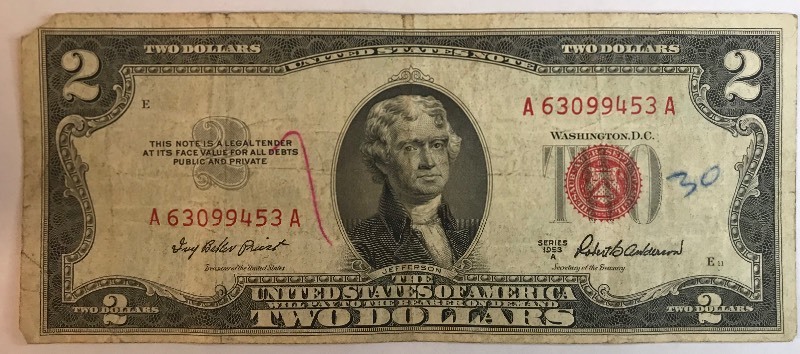 TWO DOLLARS UNITED STATES NOTE TWO DOLLARS
2 2
E
A 63099453 A
WASHINGTON, D.C.
THIS NOTE IS A LEGAL TENDER
AT ITS FACE VALUE FOR ALL DEBTS
PUBLIC AND PRIVATE
2
TWO
30
A 63099453 A
Ivy Baker Priest
Treasurer of the United States
SERIES
1953
A
Robert B. Anderson
Secretary of the Treasury
E 11
JEFFERSON
THE
UNITED STATES OF AMERICA
WILL PAY TO THE BEARER ON DEMAND
TWO DOLLARS
2 2
TWO DOLLARS TWO DOLLARS